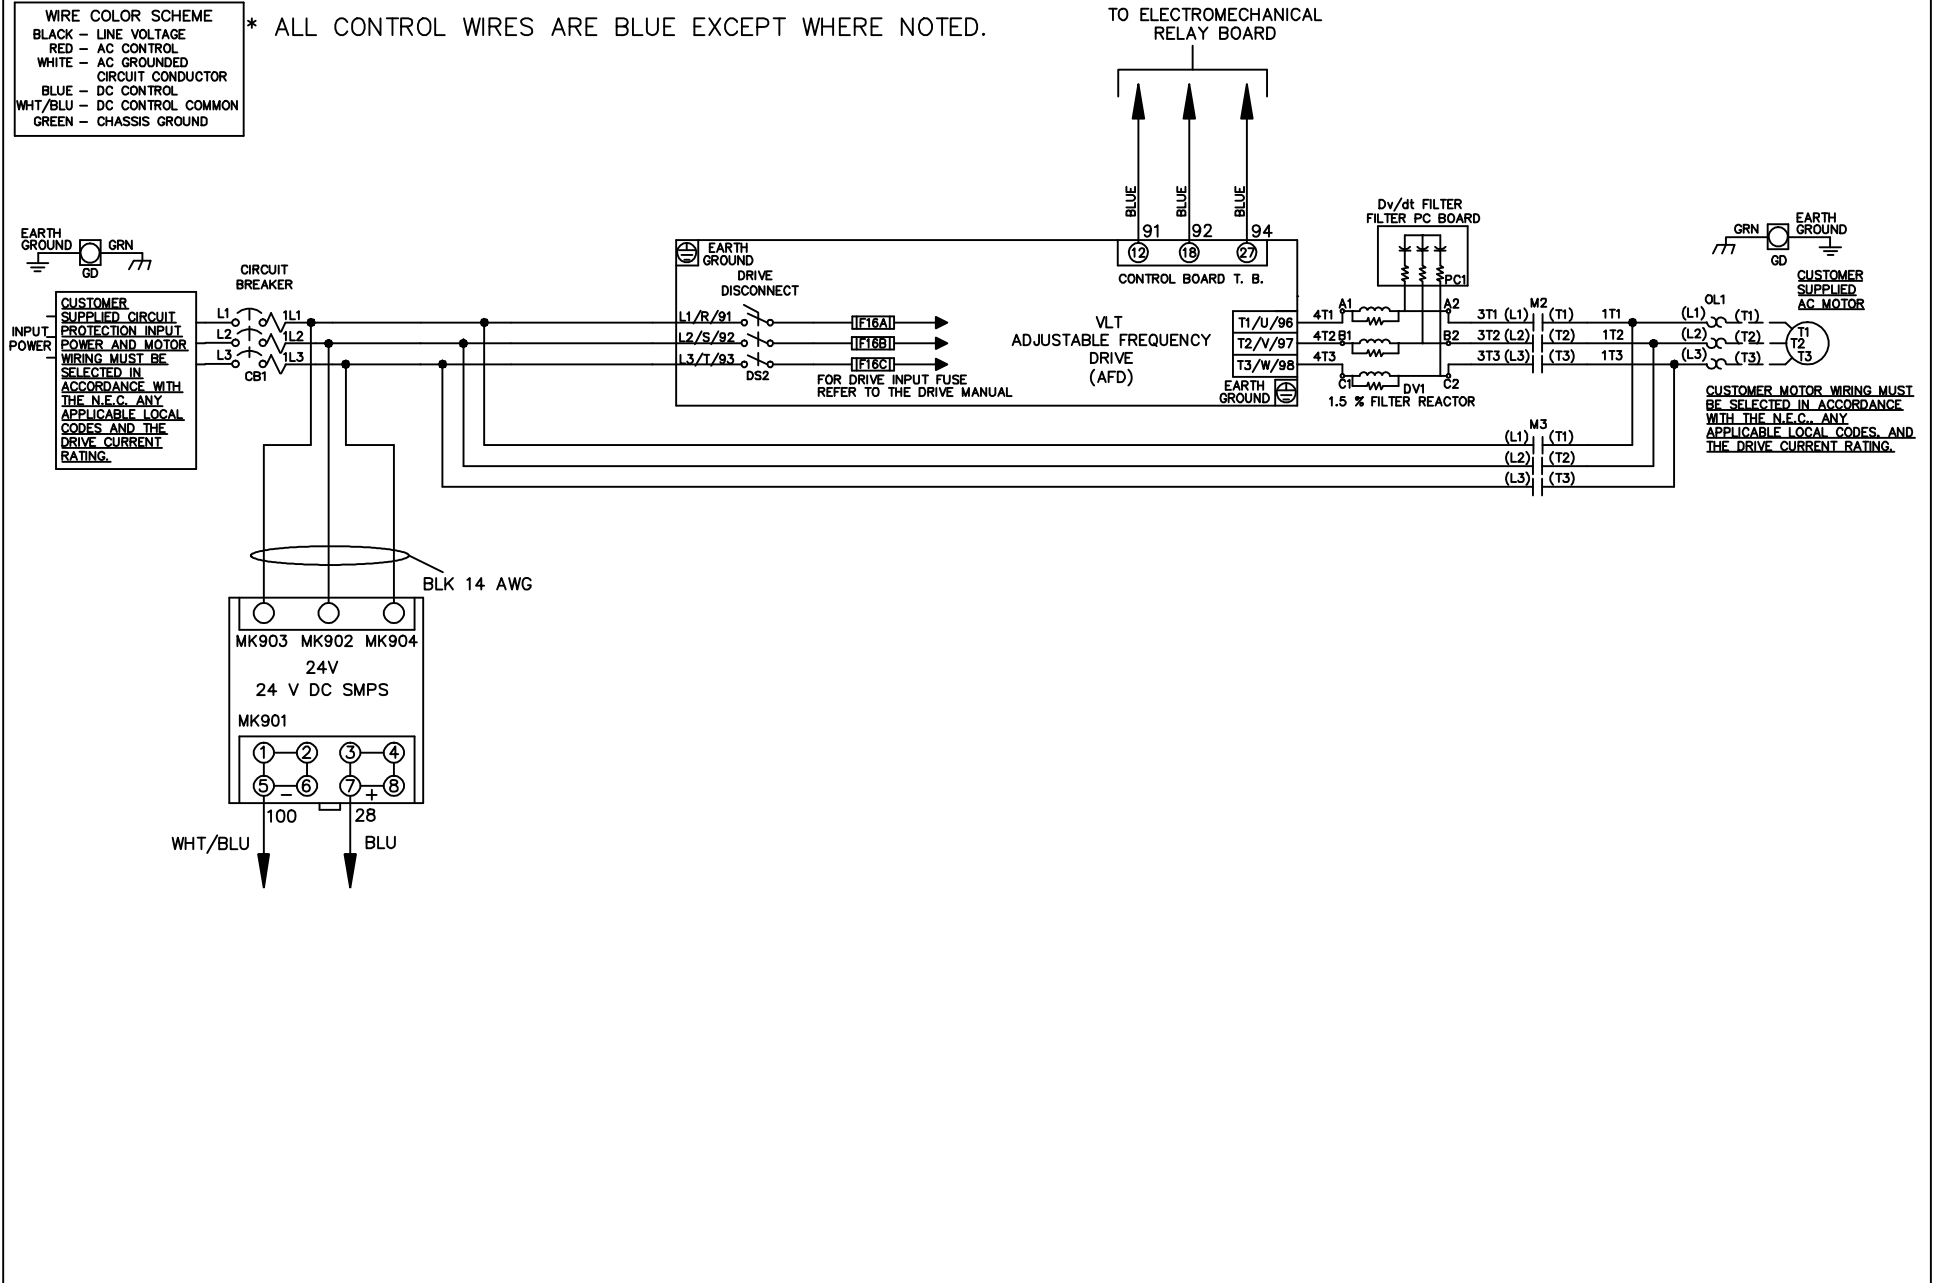 WIRE COLOR SCHEME
BLACK – LINE VOLTAGE
RED – AC CONTROL
WHITE – AC GROUNDED
CIRCUIT CONDUCTOR
BLUE – DC CONTROL
WHT/BLU – DC CONTROL COMMON
GREEN – CHASSIS GROUND
* ALL CONTROL WIRES ARE BLUE EXCEPT WHERE NOTED.
TO ELECTROMECHANICAL
RELAY BOARD
BLUE
BLUE
BLUE
91
92
94
12
18
27
CONTROL BOARD T. B.
EARTH
GROUND
GRN
GD
INPUT
POWER
CUSTOMER
SUPPLIED CIRCUIT
PROTECTION INPUT
POWER AND MOTOR
WIRING MUST BE
SELECTED IN
ACCORDANCE WITH
THE N.E.C. ANY
APPLICABLE LOCAL
CODES AND THE
DRIVE CURRENT
RATING.
CIRCUIT
BREAKER
L1
1L1
L2
1L2
L3
1L3
CB1
EARTH
GROUND
DRIVE
DISCONNECT
L1/R/91
L2/S/92
L3/T/93
DS2
F16A
F16B
F16C
FOR DRIVE INPUT FUSE
REFER TO THE DRIVE MANUAL
VLT
ADJUSTABLE FREQUENCY
DRIVE
(AFD)
T1/U/96
T2/V/97
T3/W/98
EARTH
GROUND
Dv/dt FILTER
FILTER PC BOARD
PC1
4T1
A1
A2
4T2
B1
B2
4T3
C1
C2
DV1
1.5 % FILTER REACTOR
M2
3T1 (L1) (T1) 1T1
3T2 (L2) (T2) 1T2
3T3 (L3) (T3) 1T3
M3
(L1) (T1)
(L2) (T2)
(L3) (T3)
OL1
(L1) (T1)
(L2) (T2)
(L3) (T3)
T1
T2
T3
GRN
EARTH
GROUND
GD
CUSTOMER
SUPPLIED
AC MOTOR
CUSTOMER MOTOR WIRING MUST
BE SELECTED IN ACCORDANCE
WITH THE N.E.C., ANY
APPLICABLE LOCAL CODES, AND
THE DRIVE CURRENT RATING.
BLK 14 AWG
MK903 MK902 MK904
24V
24 V DC SMPS
MK901
1 2 3 4
5 6 7 8
– +
100
28
WHT/BLU
BLU